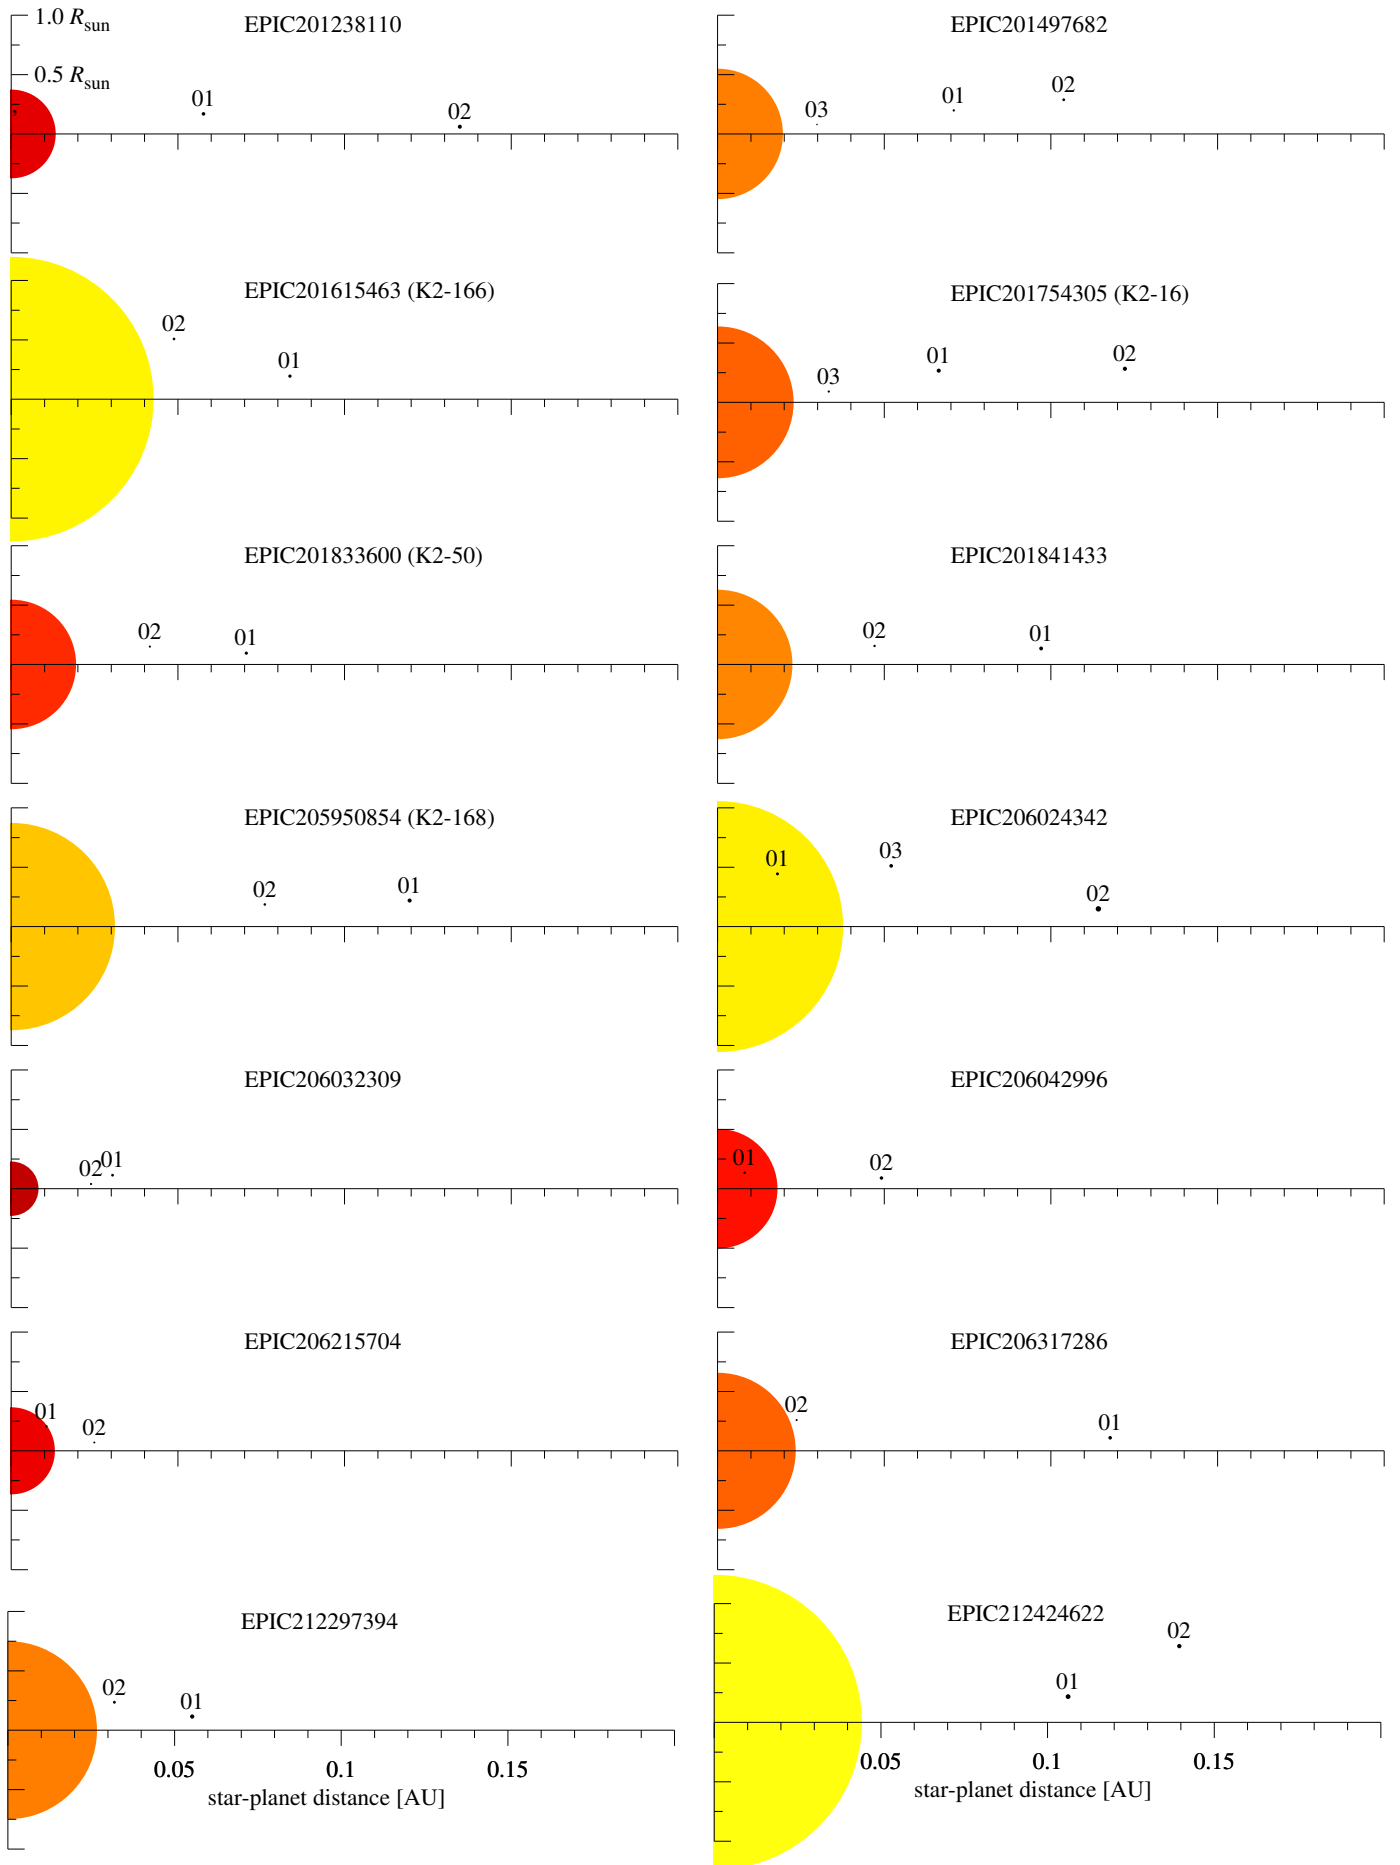 1.0 Rsun
EPIC201238110
0.5 Rsun
01
02
EPIC201497682
03
01
02
EPIC201615463 (K2-166)
02
01
EPIC201754305 (K2-16)
03
01
02
EPIC201833600 (K2-50)
02
01
EPIC201841433
02
01
EPIC205950854 (K2-168)
02
01
EPIC206024342
01
03
02
EPIC206032309
02
01
EPIC206042996
01
02
EPIC206215704
01
02
EPIC206317286
02
01
EPIC212297394
02
01
0.05 0.1 0.15
star-planet distance [AU]
EPIC212424622
02
01
0.05 0.1 0.15
star-planet distance [AU]